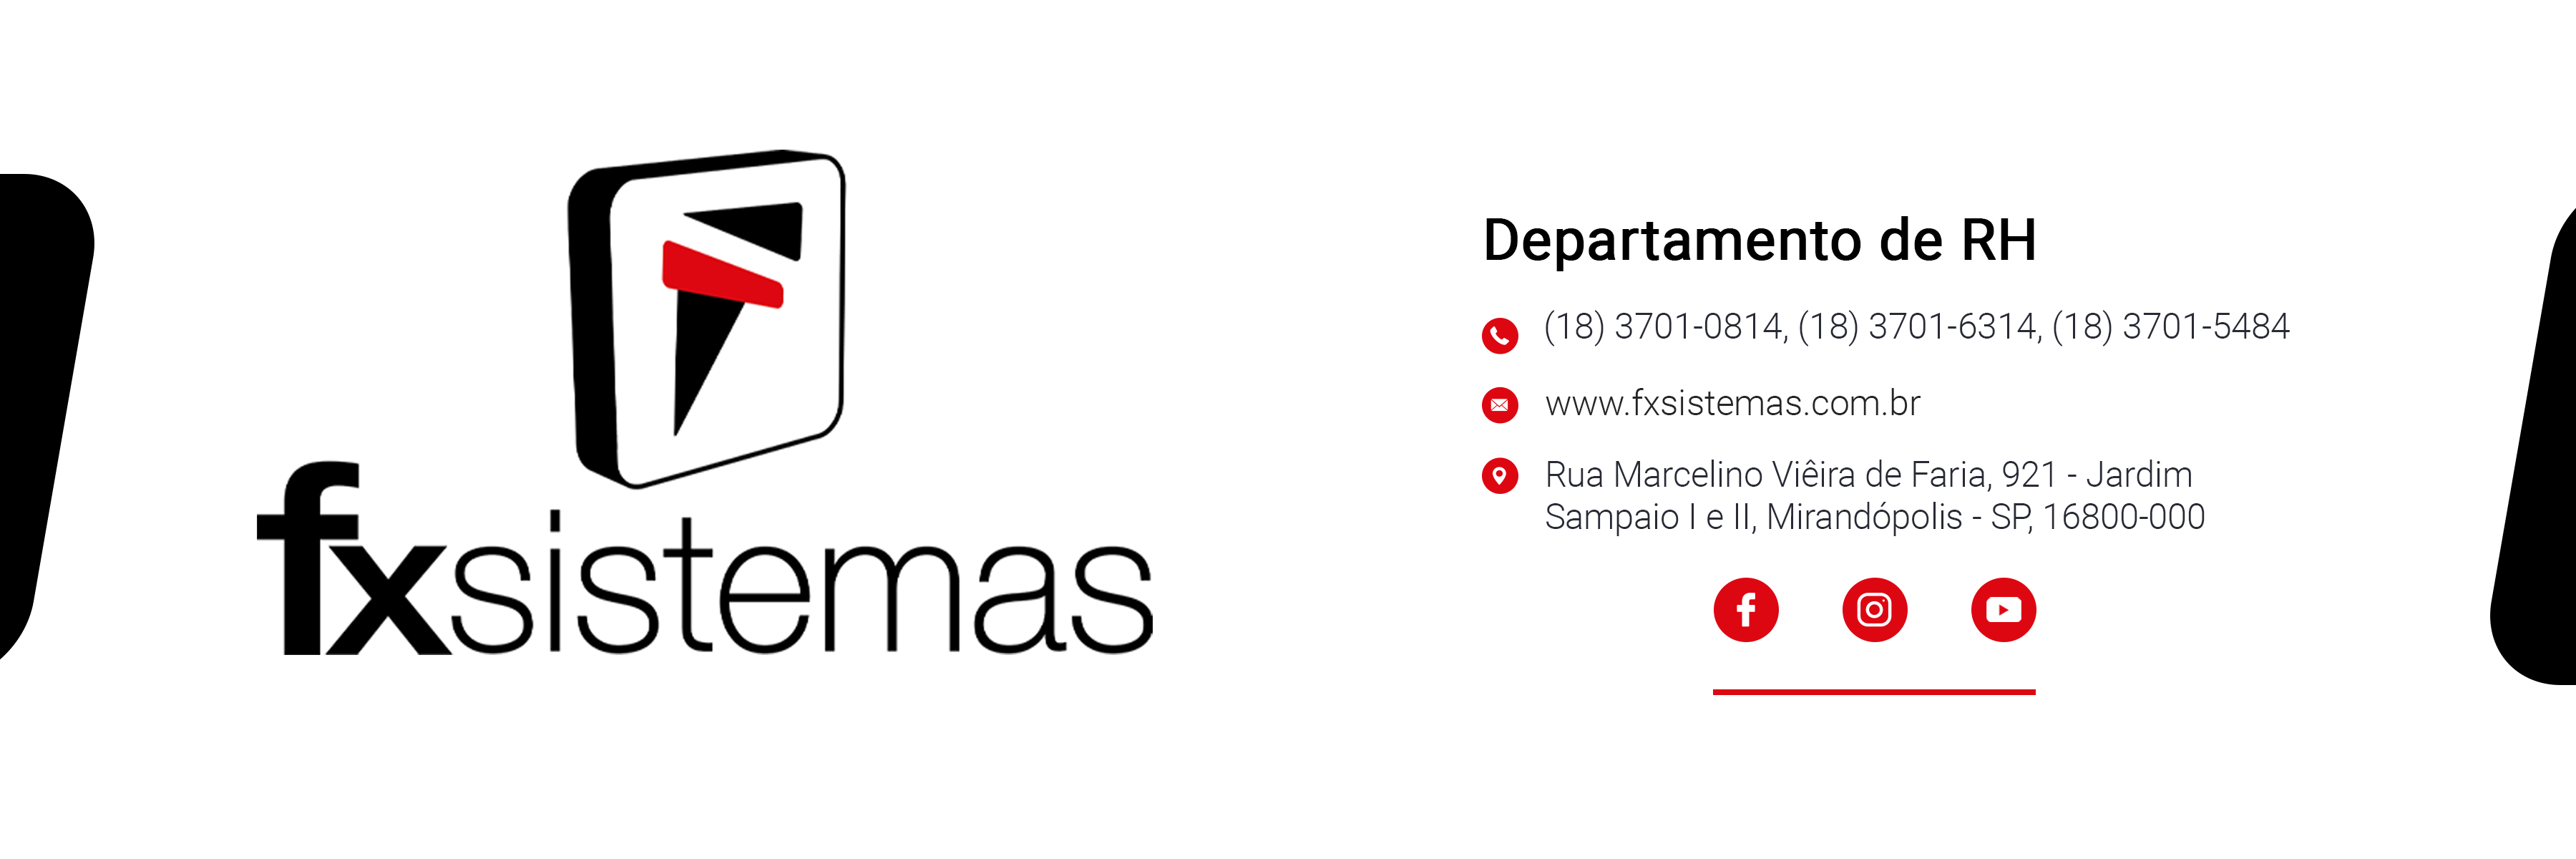 fxsistemas
Departamento de RH
(18) 3701-0814, (18) 3701-6314, (18) 3701-5484
www.fxsistemas.com.br
Rua Marcelino Viêira de Faria, 921 - Jardim
Sampaio I e II, Mirandópolis - SP, 16800-000